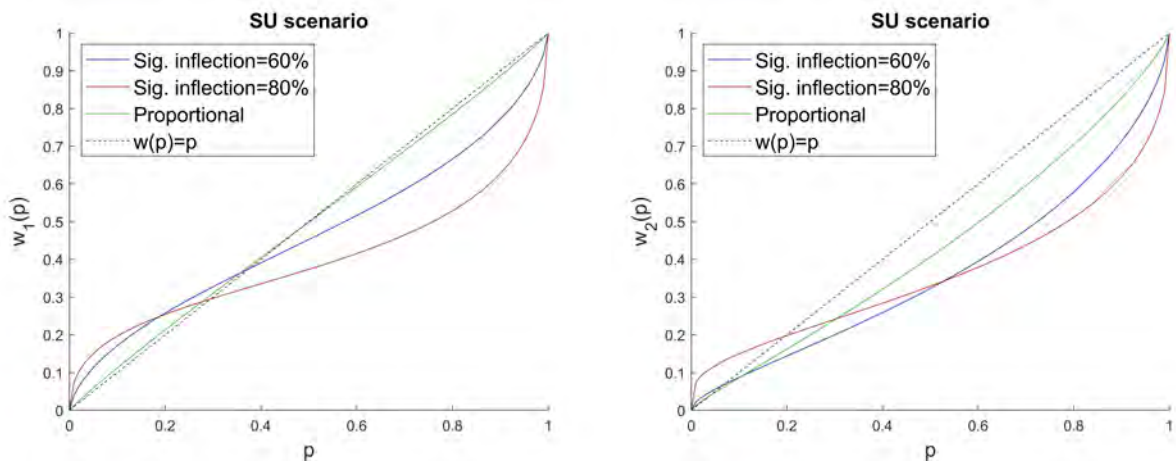 SU scenario
1
0.9
0.8
0.7
0.6
0.5
0.4
0.3
0.2
0.1
0
w1(p)
Sig. inflection=60%
Sig. inflection=80%
Proportional
w(p)=p
0 0.2 0.4 0.6 0.8 1
p
SU scenario
1
0.9
0.8
0.7
0.6
0.5
0.4
0.3
0.2
0.1
0
w2(p)
Sig. inflection=60%
Sig. inflection=80%
Proportional
w(p)=p
0 0.2 0.4 0.6 0.8 1
p